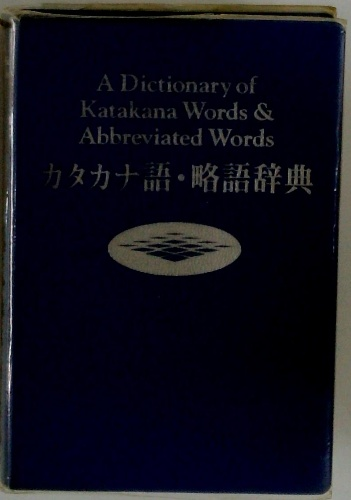 A Dictionary of
Katakana Words &
Abbreviated Words
カタカナ語・略語辞典